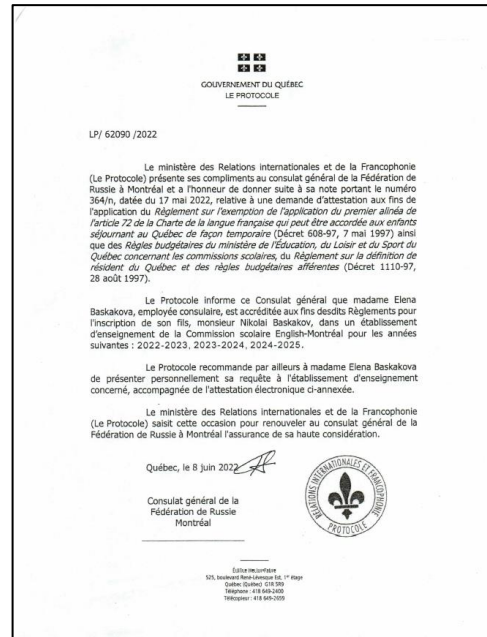 GOUVERNEMENT DU QUÉBEC
LE PROTOCOLE
LP/ 62090 /2022
Le ministère des Relations internationales et de la Francophonie
(Le Protocole) présente ses compliments au consulat général de la Fédération de
Russie à Montréal et a l'honneur de donner suite à sa note portant le numéro
364/n, datée du 17 mai 2022, relative à une demande d'attestation aux fins de
l'application du Règlement sur l'exemption de l'application du premier alinéa de
l'article 72 de la Charte de la langue française qui peut être accordée aux enfants
séjournant au Québec de façon temporaire (Décret 608-97, 7 mai 1997) ainsi
que des Règles budgétaires du ministère de l'Éducation, du Loisir et du Sport du
Québec concernant les commissions scolaires, du Règlement sur la définition de
résident du Québec et des règles budgétaires afférentes (Décret 1110-97,
28 août 1997).
Le Protocole informe ce Consulat général que madame Elena
Baskakova, employée consulaire, est accréditée aux fins desdits Règlements pour
l'inscription de son fils, monsieur Nikolai Baskakov, dans un établissement
d'enseignement de la Commission scolaire English-Montréal pour les années
suivantes : 2022-2023, 2023-2024, 2024-2025.
Le Protocole recommande par ailleurs à madame Elena Baskakova
de présenter personnellement sa requête à l'établissement d'enseignement
concerné, accompagnée de l'attestation électronique ci-annexée.
Le ministère des Relations internationales et de la Francophonie
(Le Protocole) saisit cette occasion pour renouveler au consulat général de la
Fédération de Russie à Montréal l'assurance de sa haute considération.
Québec, le 8 juin 2022
RELATIONS INTERNATIONALES ET FRANCOPHONIE
PROTOCOLE
Consulat général de la
Fédération de Russie
Montréal
Édifice Hector-Fabre
525, boulevard René-Lévesque Est, 1er étage
Québec (Québec) G1R 5R9
Téléphone : 418 649-2400
Télécopieur : 418 649-2659